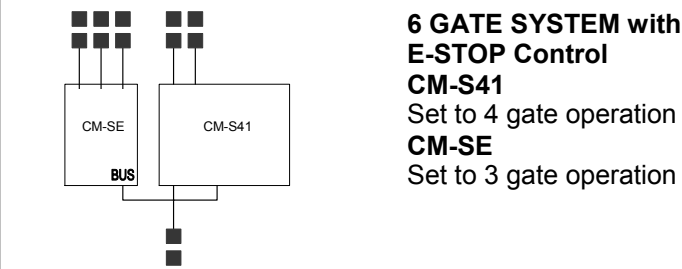 CM-SE
CM-S41
BUS
6 GATE SYSTEM with
E-STOP Control
CM-S41
Set to 4 gate operation
CM-SE
Set to 3 gate operation